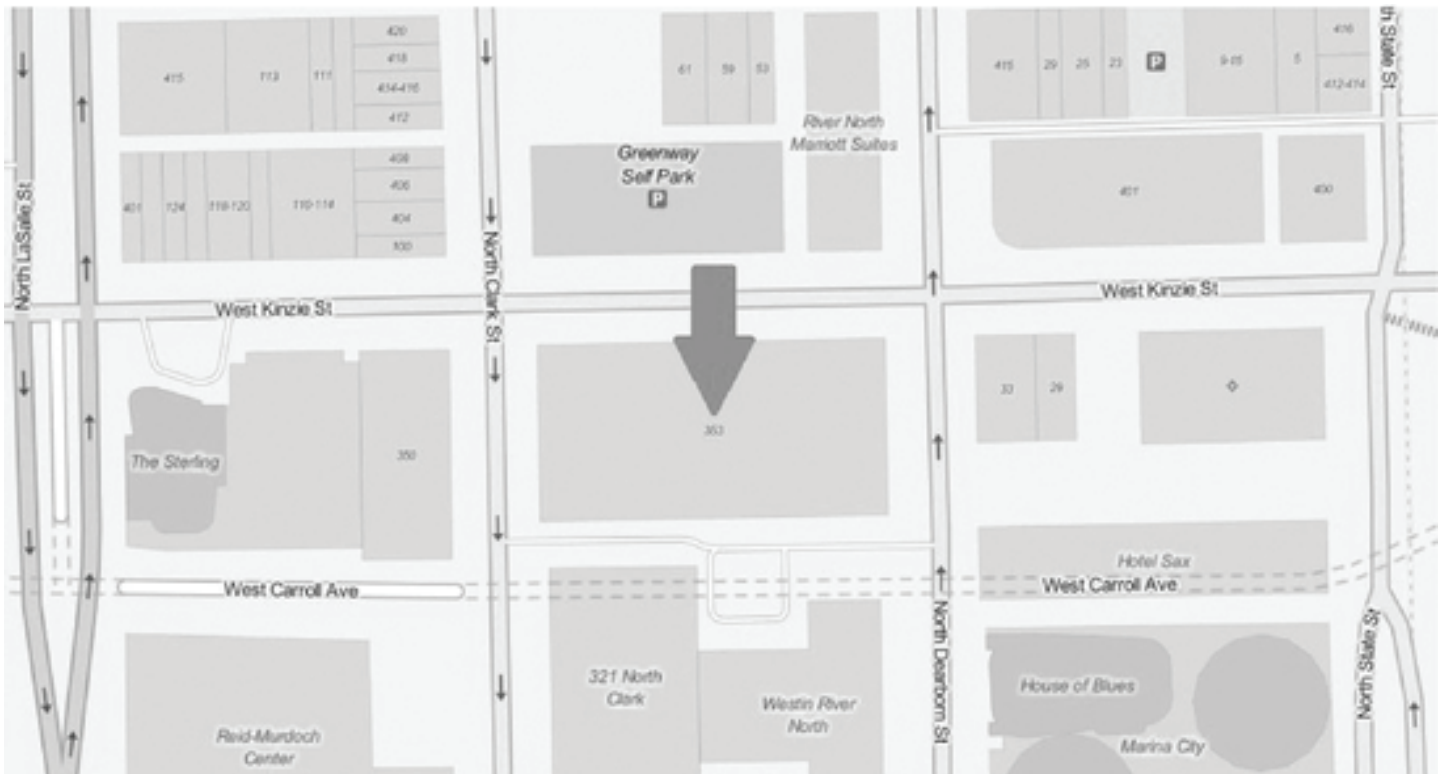 420
418
415
113
111
414-416
412
61
59
53
415
29
25
23
P
9-15
5
416
412-414
th State St
River North
Marriott Suites
Greenway
Self Park
P
408
406
401
124
118-120
110-114
404
100
401
400
North LaSalle St
North Clark St
West Kinzie St
West Kinzie St
353
33
29
The Sterling
350
Hotel Sax
West Carroll Ave
West Carroll Ave
North Dearborn St
North State St
321 North
Clark
Westin River
North
House of Blues
Marina City
Reid-Murdoch
Center